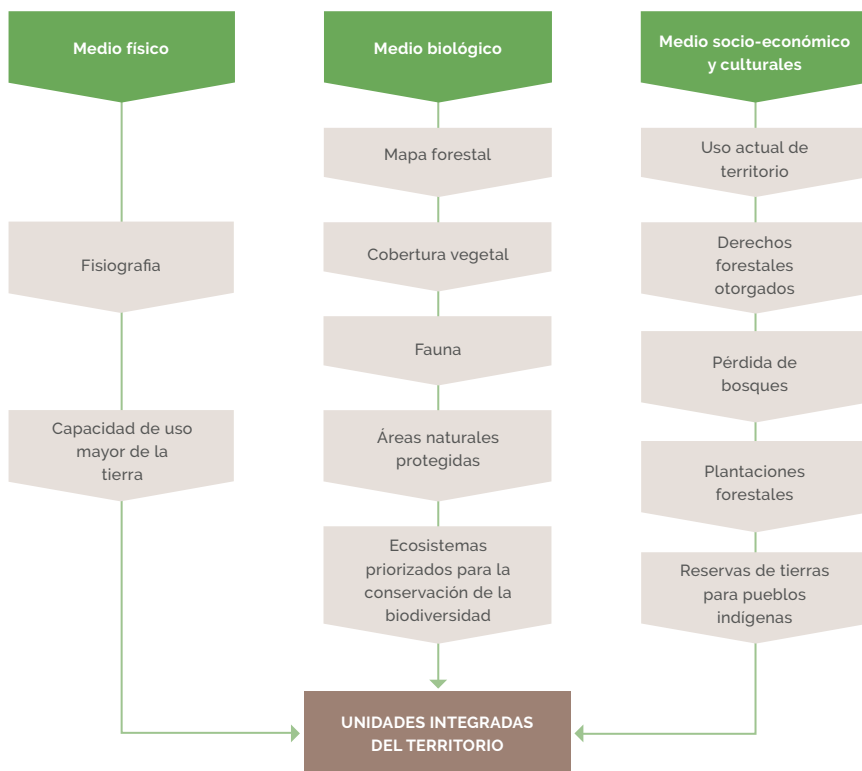 Medio físico
Fisiografia
Capacidad de uso
mayor de la
tierra
Medio biológico
Mapa forestal
Cobertura vegetal
Fauna
Áreas naturales
protegidas
Ecosistemas
priorizados para la
conservación de la
biodiversidad
Medio socio-económico
y culturales
Uso actual de
territorio
Derechos
forestales
otorgados
Pérdida de
bosques
Plantaciones
forestales
Reservas de tierras
para pueblos
indígenas
UNIDADES INTEGRADAS
DEL TERRITORIO